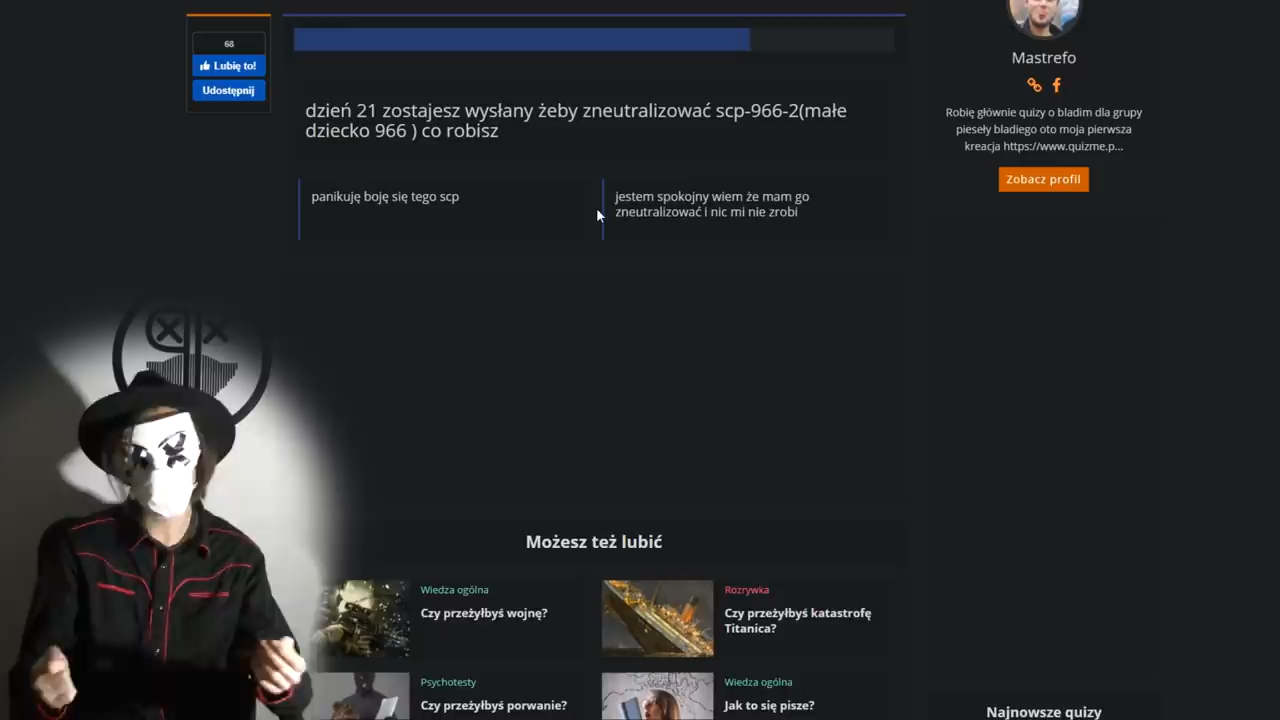 68
Lubię to!
Udostępnij
dzień 21 zostajesz wysłany żeby zneutralizować scp-966-2(małe
dziecko 966 ) co robisz
panikuję boję się tego scp
jestem spokojny wiem że mam go
zneutralizować i nic mi nie zrobi
Mastrefo
Robię głównie quizy o bladim dla grupy
pieseły bladiego oto moja pierwsza
kreacja https://www.quizme.p...
Zobacz profil
Możesz też lubić
Wiedza ogólna
Czy przeżyłbyś wojnę?
Rozrywka
Czy przeżyłbyś katastrofę
Titanica?
Psychotesty
Czy przeżyłbyś porwanie?
Wiedza ogólna
Jak to się pisze?
Najnowsze quizy